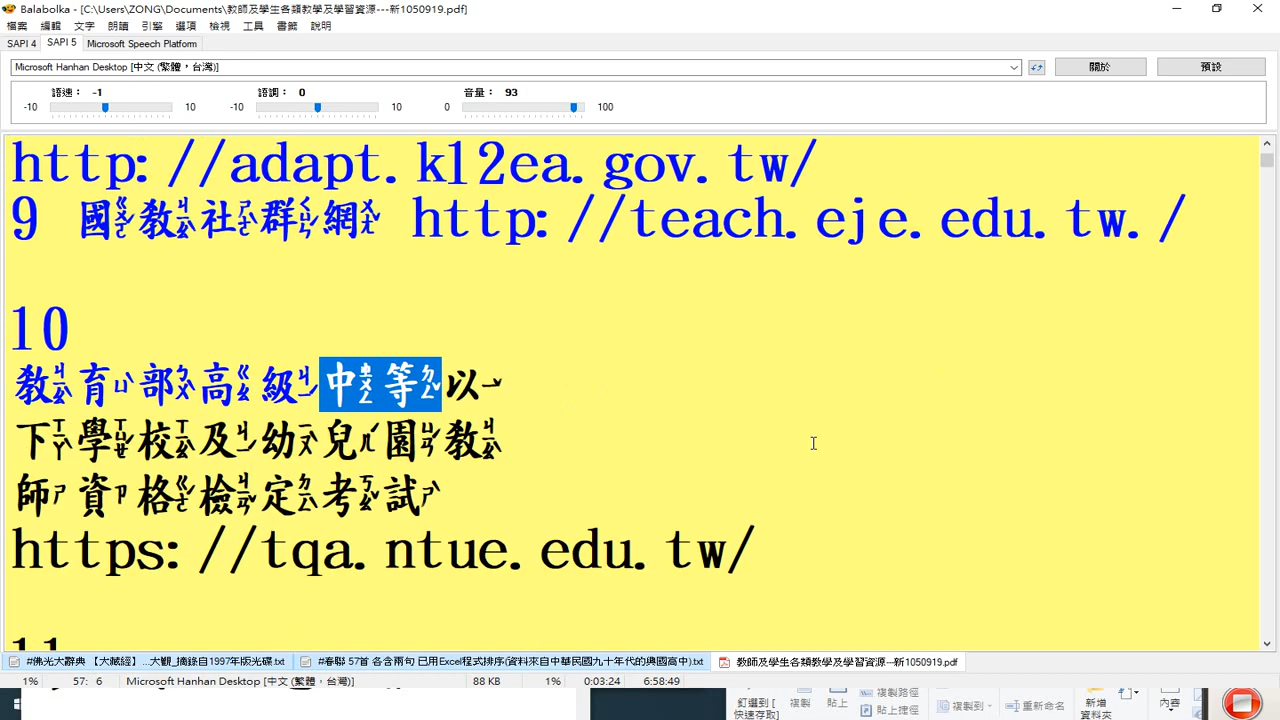 Balabolka - [C:\Users\ZONG\Documents\教師及學生各類教學及學習資源---新1050919.pdf]
檔案 編輯 文字 朗讀 引擎 選項 檢視 工具 書籤 說明
SAPI 4 SAPI 5 Microsoft Speech Platform
Microsoft Hanhan Desktop [中文 (繁體，台灣)] 關於 預設
語速： -1 語調： 0 音量： 93
-10 10 -10 10 0 100
http://adapt.k12ea.gov.tw/
9 國教社群網 http://teach.eje.edu.tw./
10
教育部高級中等以
下學校及幼兒園教
師資格檢定考試
https://tqa.ntue.edu.tw/
11
#佛光大辭典 【大藏經】...大觀_摘錄自1997年版光碟.txt #春聯 57首 各含兩句 已用Excel程式排序(資料來自中華民國九十年代的興國高中).txt 教師及學生各類教學及學習資源---新1050919.pdf
1% 57: 6 Microsoft Hanhan Desktop [中文 (繁體，台灣)] 88 KB 1% 0:03:24 6:58:49
釘選到 [
快速存取] 複製 貼上 複製路徑
貼上捷徑 複製到 重新命名 新增
資料夾 內容